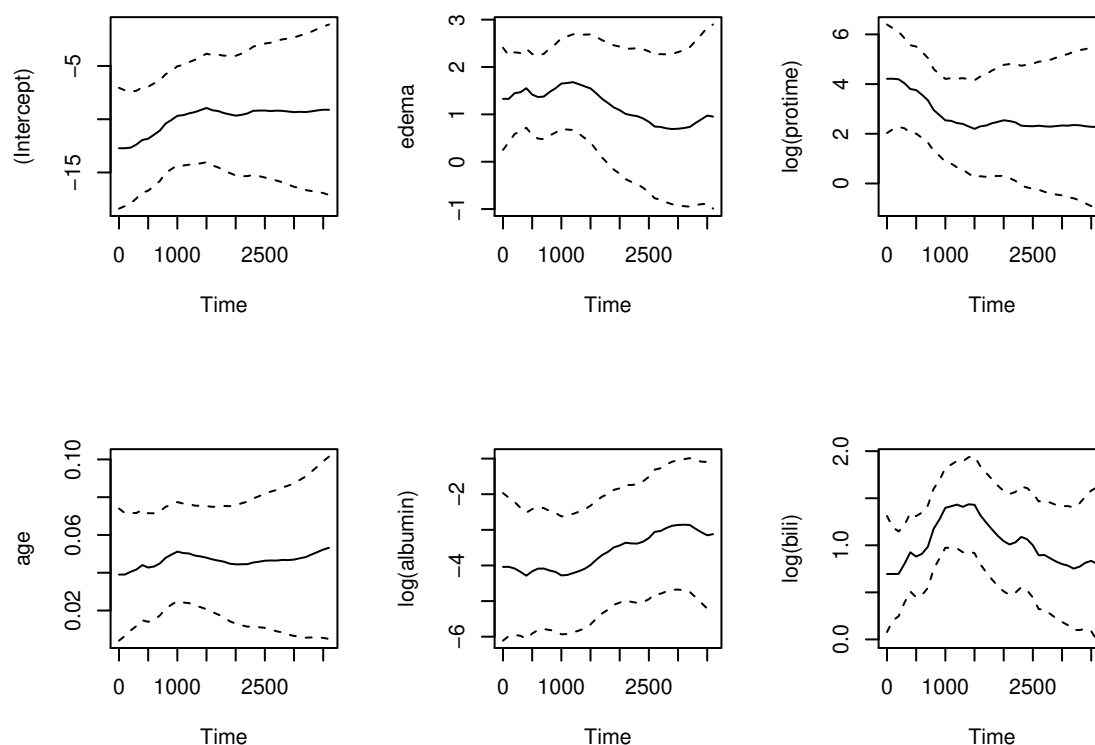 (Intercept)
−5
−15
0 1000 2500
Time
edema
3
2
1
0
−1
0 1000 2500
Time
log(protime)
6
4
2
0
0 1000 2500
Time
age
0.10
0.06
0.02
0 1000 2500
Time
log(albumin)
−2
−4
−6
0 1000 2500
Time
log(bili)
2.0
1.0
0.0
0 1000 2500
Time